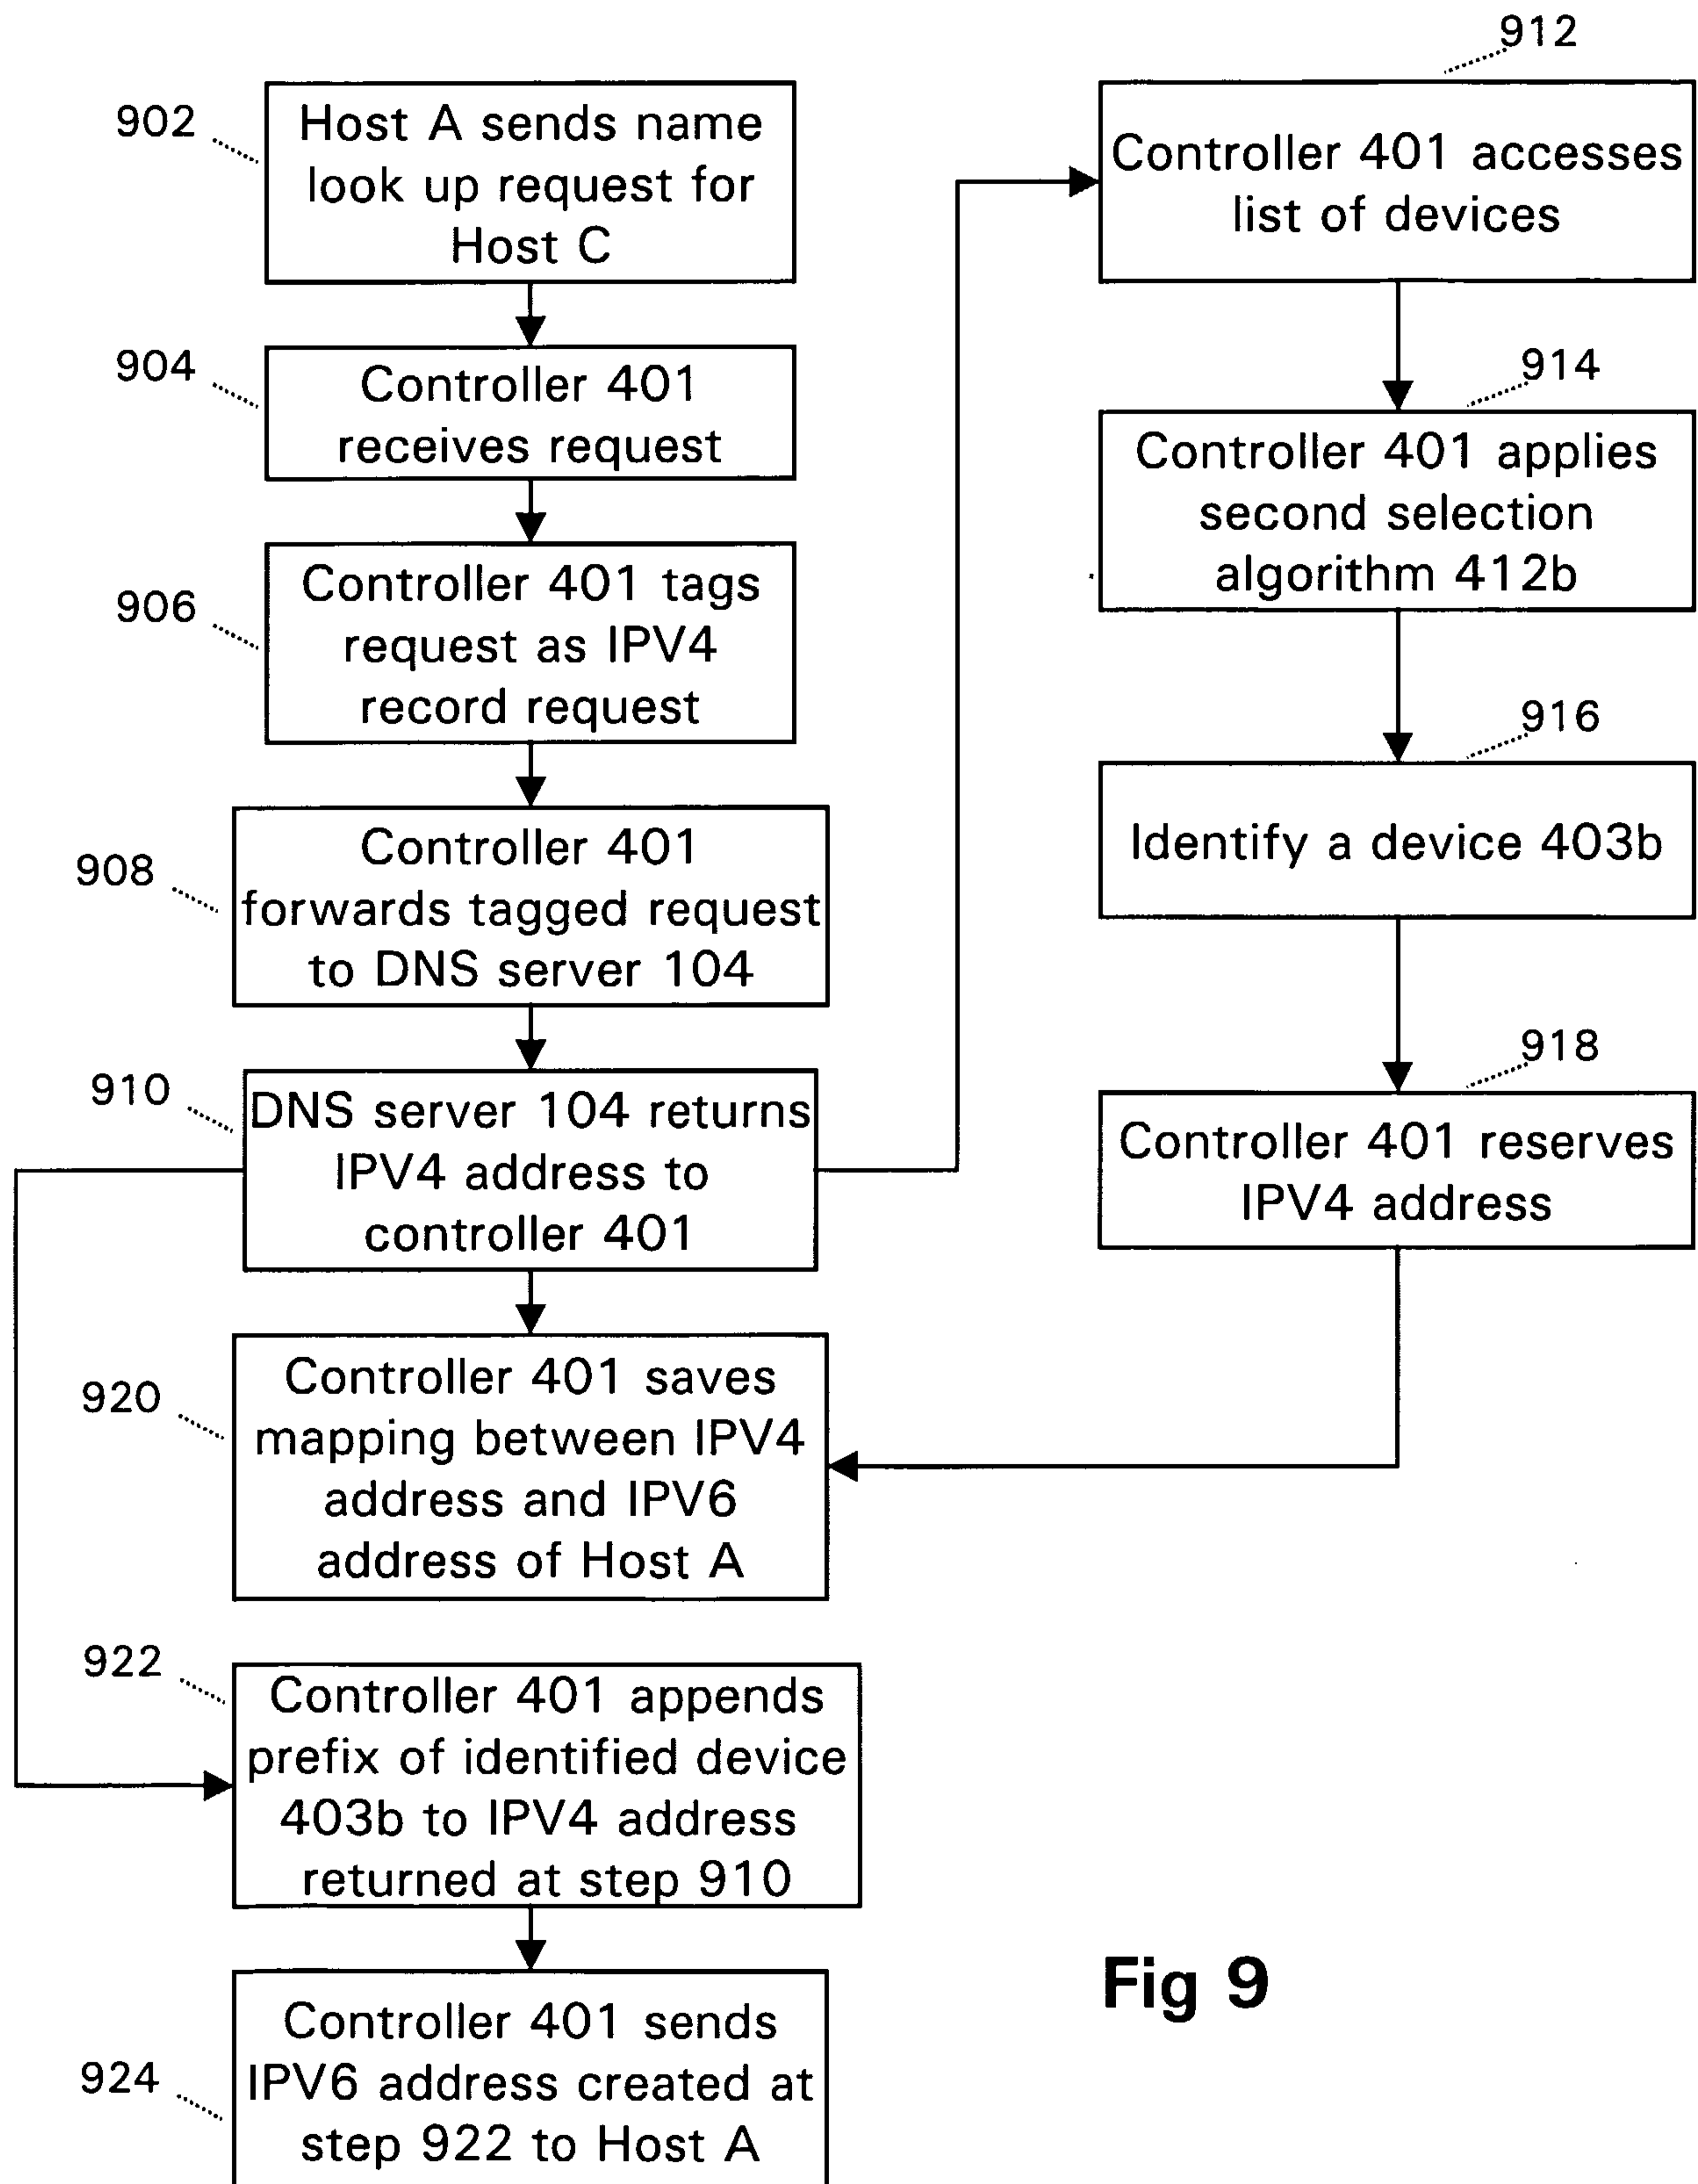 902
Host A sends name
look up request for
Host C
904
Controller 401
receives request
906
Controller 401 tags
request as IPV4
record request
908
Controller 401
forwards tagged request
to DNS server 104
910
DNS server 104 returns
IPV4 address to
controller 401
912
Controller 401 accesses
list of devices
914
Controller 401 applies
second selection
algorithm 412b
916
Identify a device 403b
918
Controller 401 reserves
IPV4 address
920
Controller 401 saves
mapping between IPV4
address and IPV6
address of Host A
922
Controller 401 appends
prefix of identified device
403b to IPV4 address
returned at step 910
924
Controller 401 sends
IPV6 address created at
step 922 to Host A
Fig 9